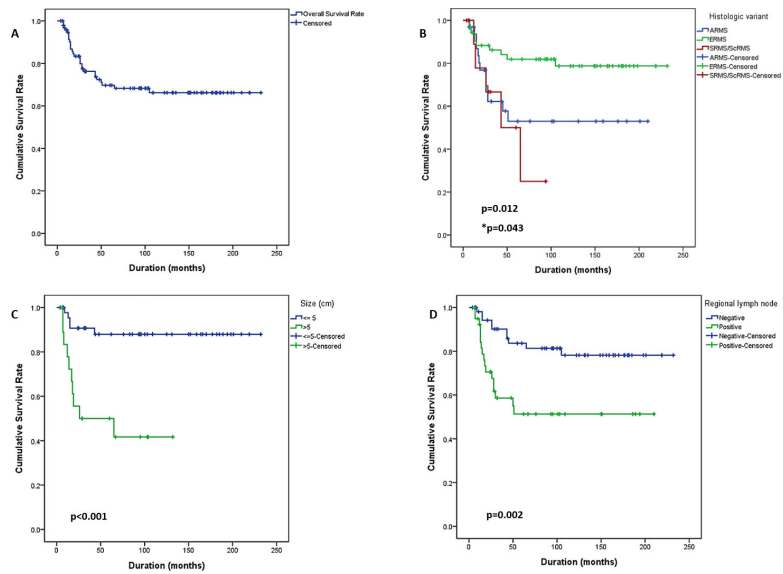 A
Overall Survival Rate
Censored
Cumulative Survival Rate
1.0
0.8
0.6
0.4
0.2
0.0
0 50 100 150 200 250
Duration (months)
B
Histologic variant
ARMS
ERMS
SRMS/ScRMS
ARMS-Censored
ERMS-Censored
SRMS/ScRMS-Censored
Cumulative Survival Rate
1.0
0.8
0.6
0.4
0.2
0.0
p=0.012
*p=0.043
0 50 100 150 200 250
Duration (months)
C
Size (cm)
<= 5
>5
<=5-Censored
>5-Censored
Cumulative Survival Rate
1.0
0.8
0.6
0.4
0.2
0.0
p<0.001
0 50 100 150 200 250
Duration (months)
D
Regional lymph node
Negative
Positive
Negative-Censored
Positive-Censored
Cumulative Survival Rate
1.0
0.8
0.6
0.4
0.2
0.0
p=0.002
0 50 100 150 200 250
Duration (months)